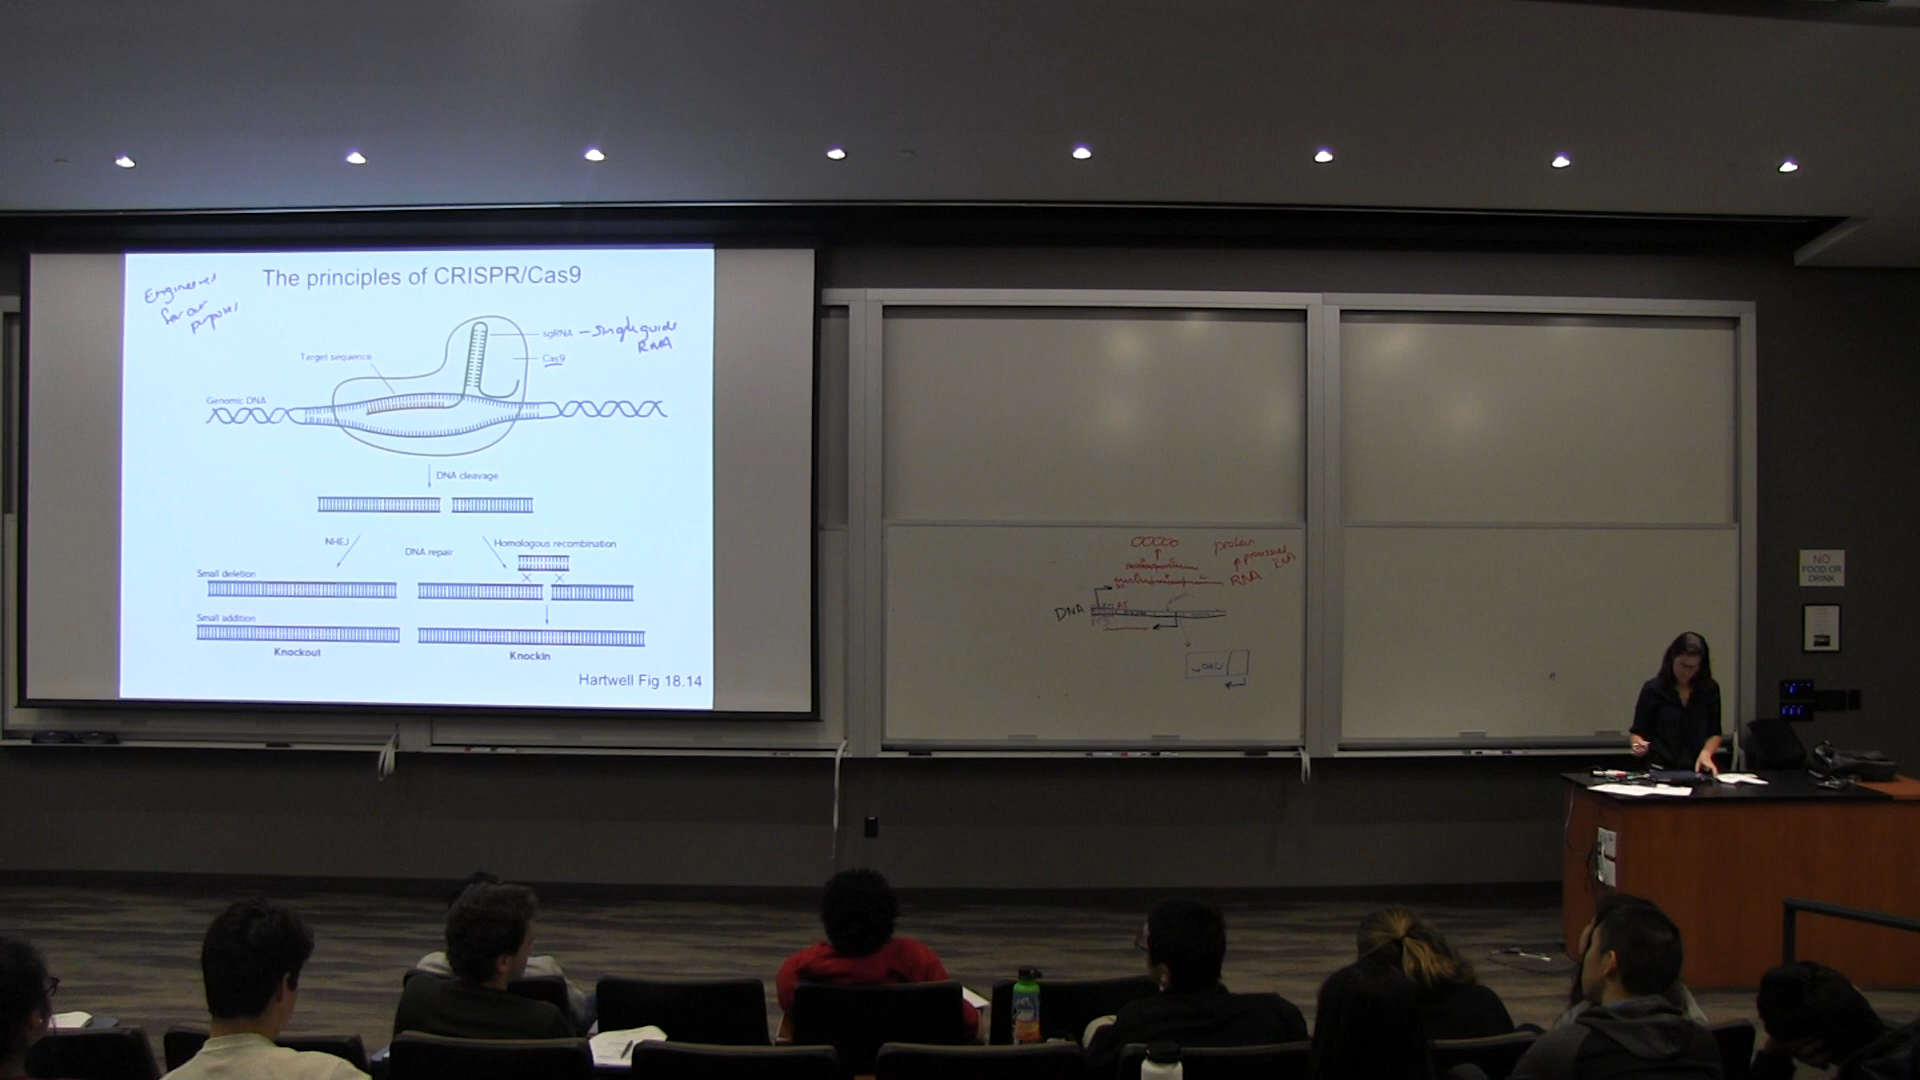 The principles of CRISPR/Cas9
Engineered
for our
purposes
sgRNA - single guide
RNA
Cas9
Target sequence
Genomic DNA
DNA cleavage
NHEJ
DNA repair
Homologous recombination
Small deletion
Small addition
Knockout
Knockin
Hartwell Fig 18.14
protein
processed
RNA
RNA
DNA
NO
FOOD OR
DRINK